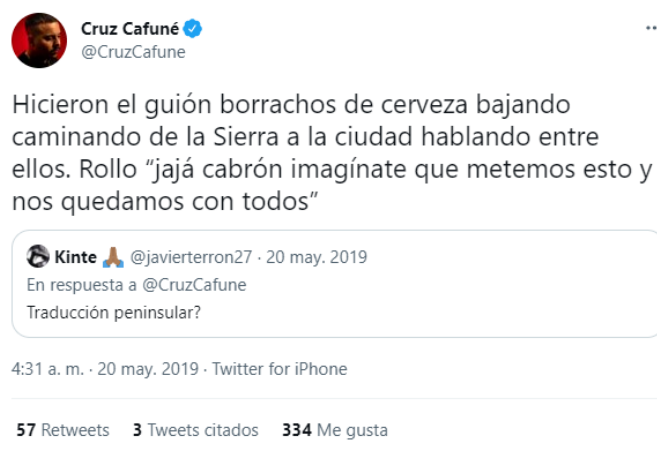 Cruz Cafuné
@CruzCafune
Hicieron el guión borrachos de cerveza bajando
caminando de la Sierra a la ciudad hablando entre
ellos. Rollo “jajá cabrón imagínate que metemos esto y
nos quedamos con todos”
Kinte 🙏🏾 @javierterron27 · 20 may. 2019
En respuesta a @CruzCafune
Traducción peninsular?
4:31 a. m. · 20 may. 2019 · Twitter for iPhone
57 Retweets 3 Tweets citados 334 Me gusta